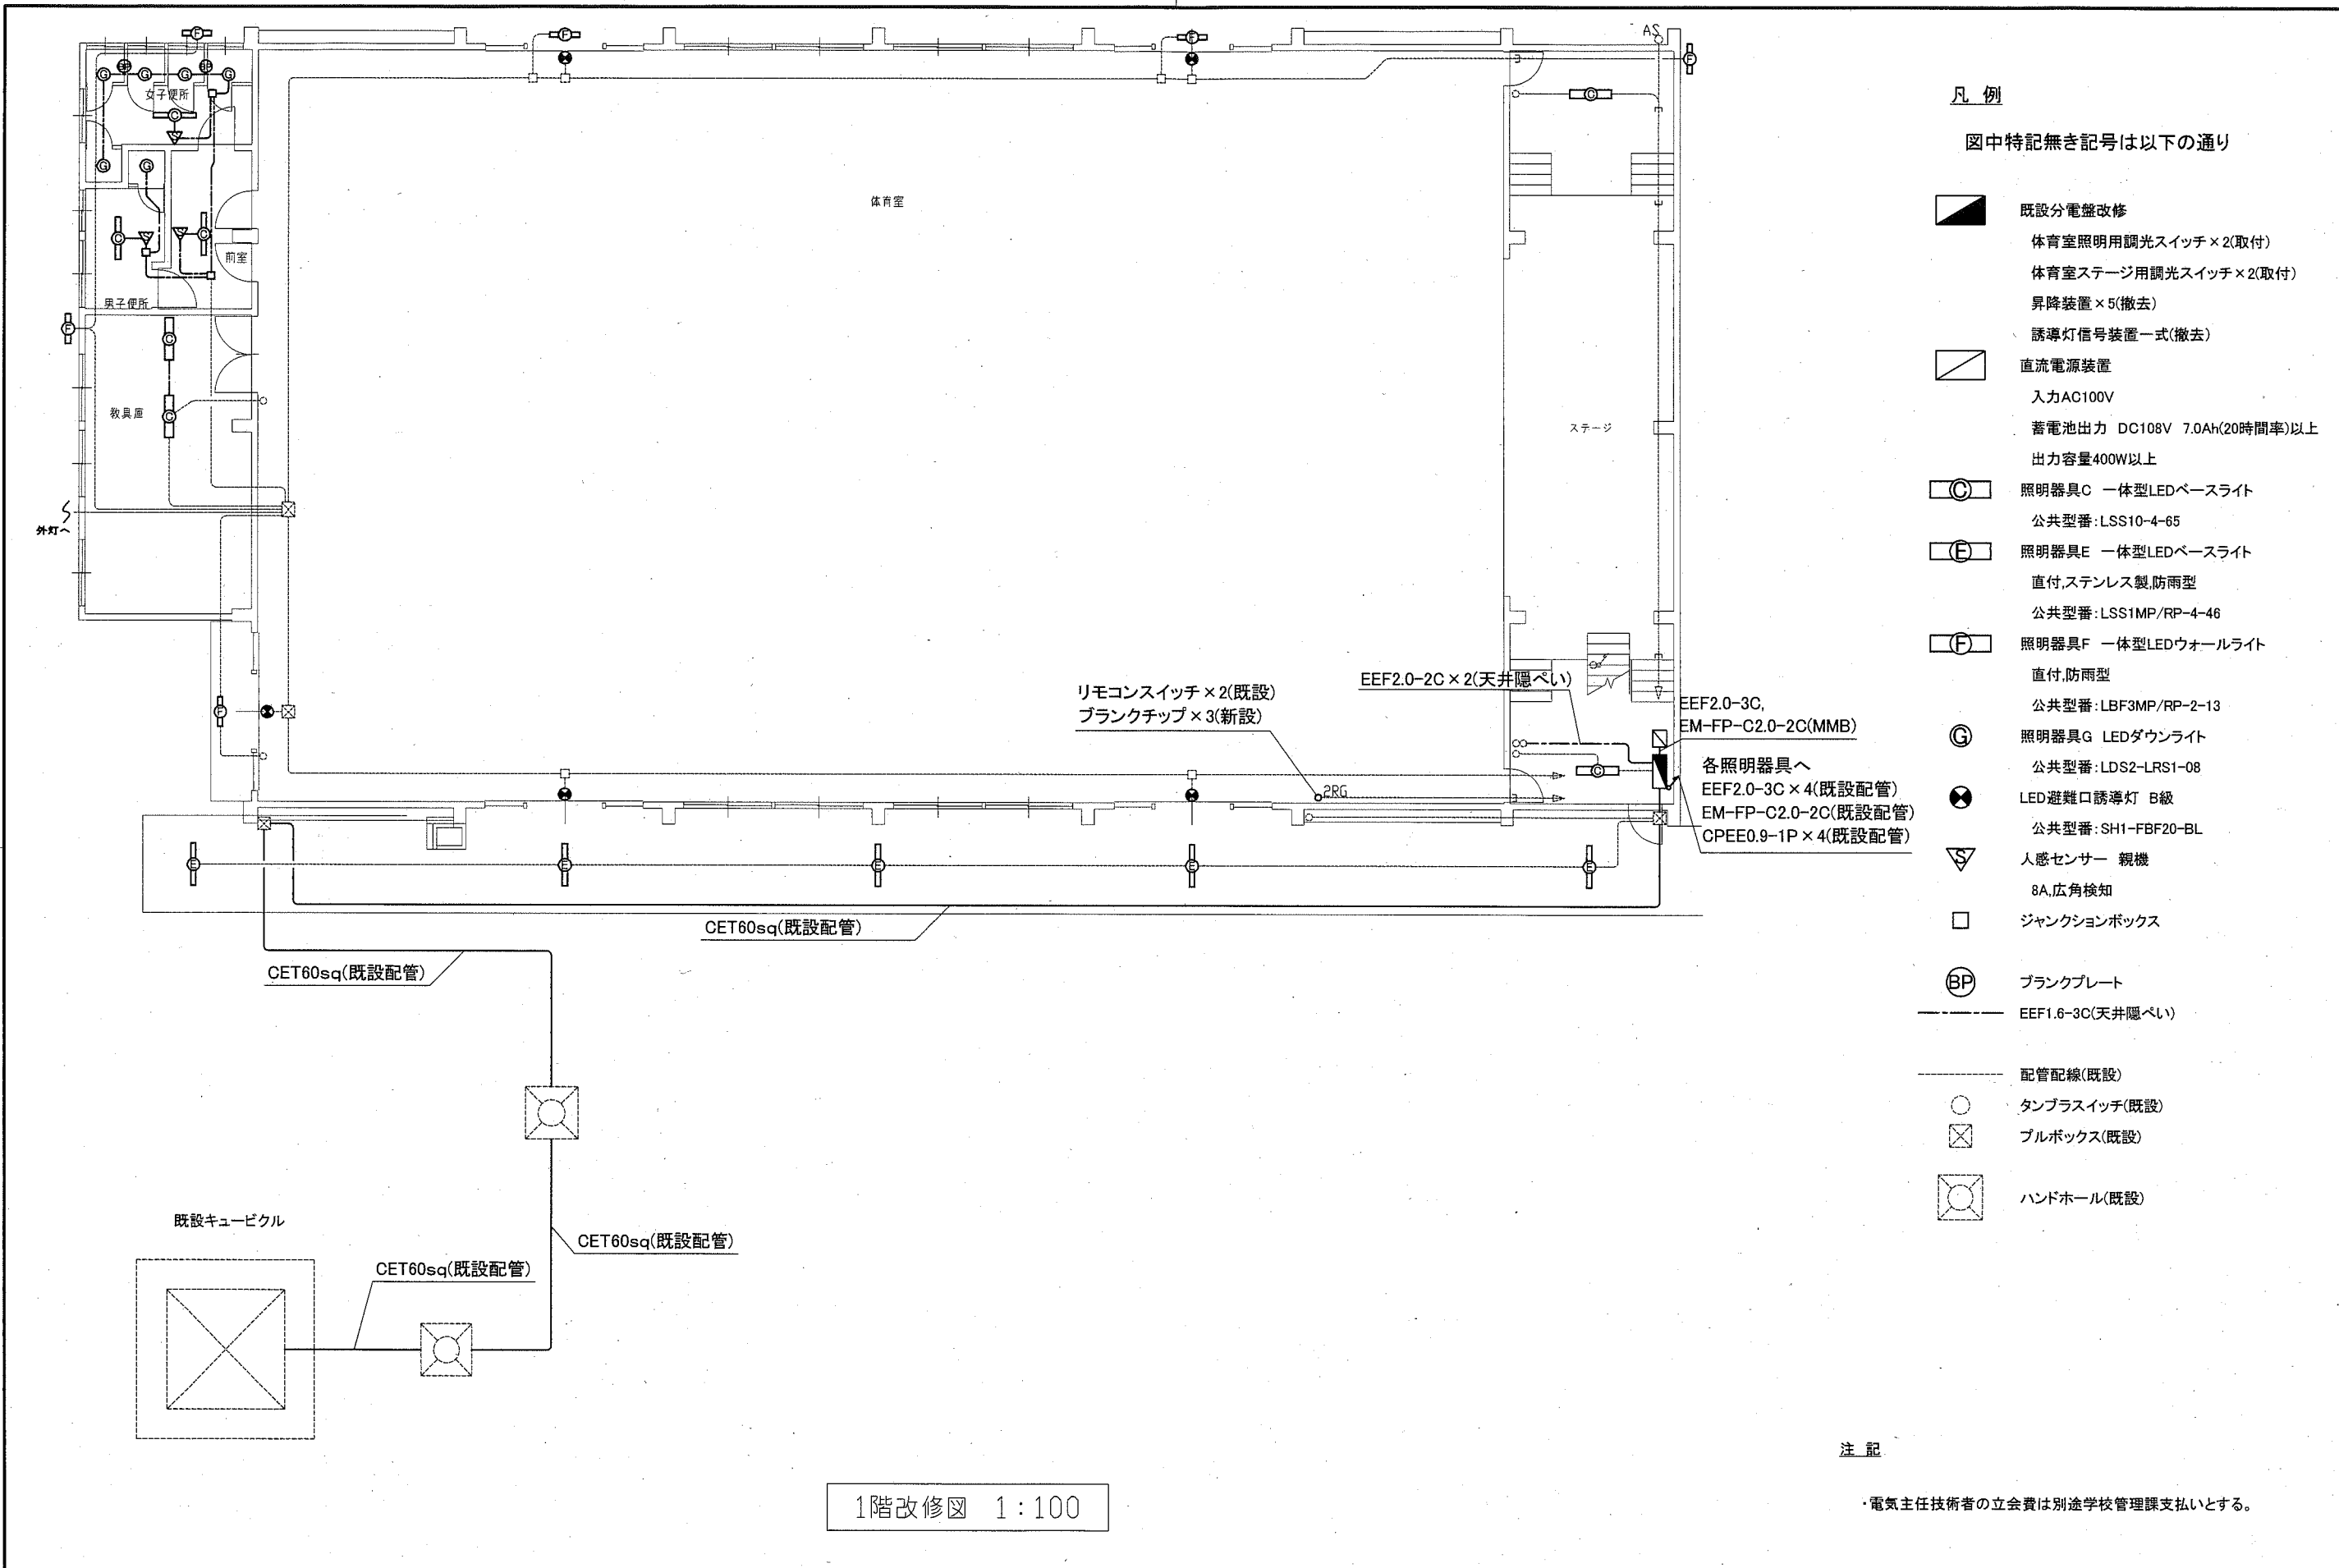 凡 例
図中特記無き記号は以下の通り
既設分電盤改修
体育室照明用調光スイッチ×2(取付)
体育室ステージ用調光スイッチ×2(取付)
昇降装置×5(撤去)
誘導灯信号装置一式(撤去)
直流電源装置
入力AC100V
蓄電池出力 DC108V 7.0Ah(20時間率)以上
出力容量400W以上
C
照明器具C 一体型LEDベースライト
公共型番:LSS10-4-65
E
照明器具E 一体型LEDベースライト
直付,ステンレス製,防雨型
公共型番:LSS1MP/RP-4-46
F
照明器具F 一体型LEDウォールライト
直付,防雨型
公共型番:LBF3MP/RP-2-13
G
照明器具G LEDダウンライト
公共型番:LDS2-LRS1-08
LED避難口誘導灯 B級
公共型番:SH1-FBF20-BL
S
人感センサー 親機
8A,広角検知
ジャンクションボックス
BP
ブランクプレート
EEF1.6-3C(天井隠ぺい)
配管配線(既設)
タンブラスイッチ(既設)
プルボックス(既設)
ハンドホール(既設)
F
F
F
AS
F
BP
BP
G
G
G
G
女子便所
C
C
S
G
G
体育室
C
S
S
C
前室
男子便所
F
C
C
教具庫
ステージ
外灯へ
リモコンスイッチ×2(既設)
ブランクチップ×3(新設)
EEF2.0-2C×2(天井隠ぺい)
EEF2.0-3C,
EM-FP-C2.0-2C(MMB)
F
C
2RG
各照明器具へ
EEF2.0-3C×4(既設配管)
EM-FP-C2.0-2C(既設配管)
CPEE0.9-1P×4(既設配管)
E
E
E
E
E
CET60sq(既設配管)
CET60sq(既設配管)
既設キュービクル
CET60sq(既設配管)
CET60sq(既設配管)
注 記
・電気主任技術者の立会費は別途学校管理課支払いとする。
1階改修図 1:100